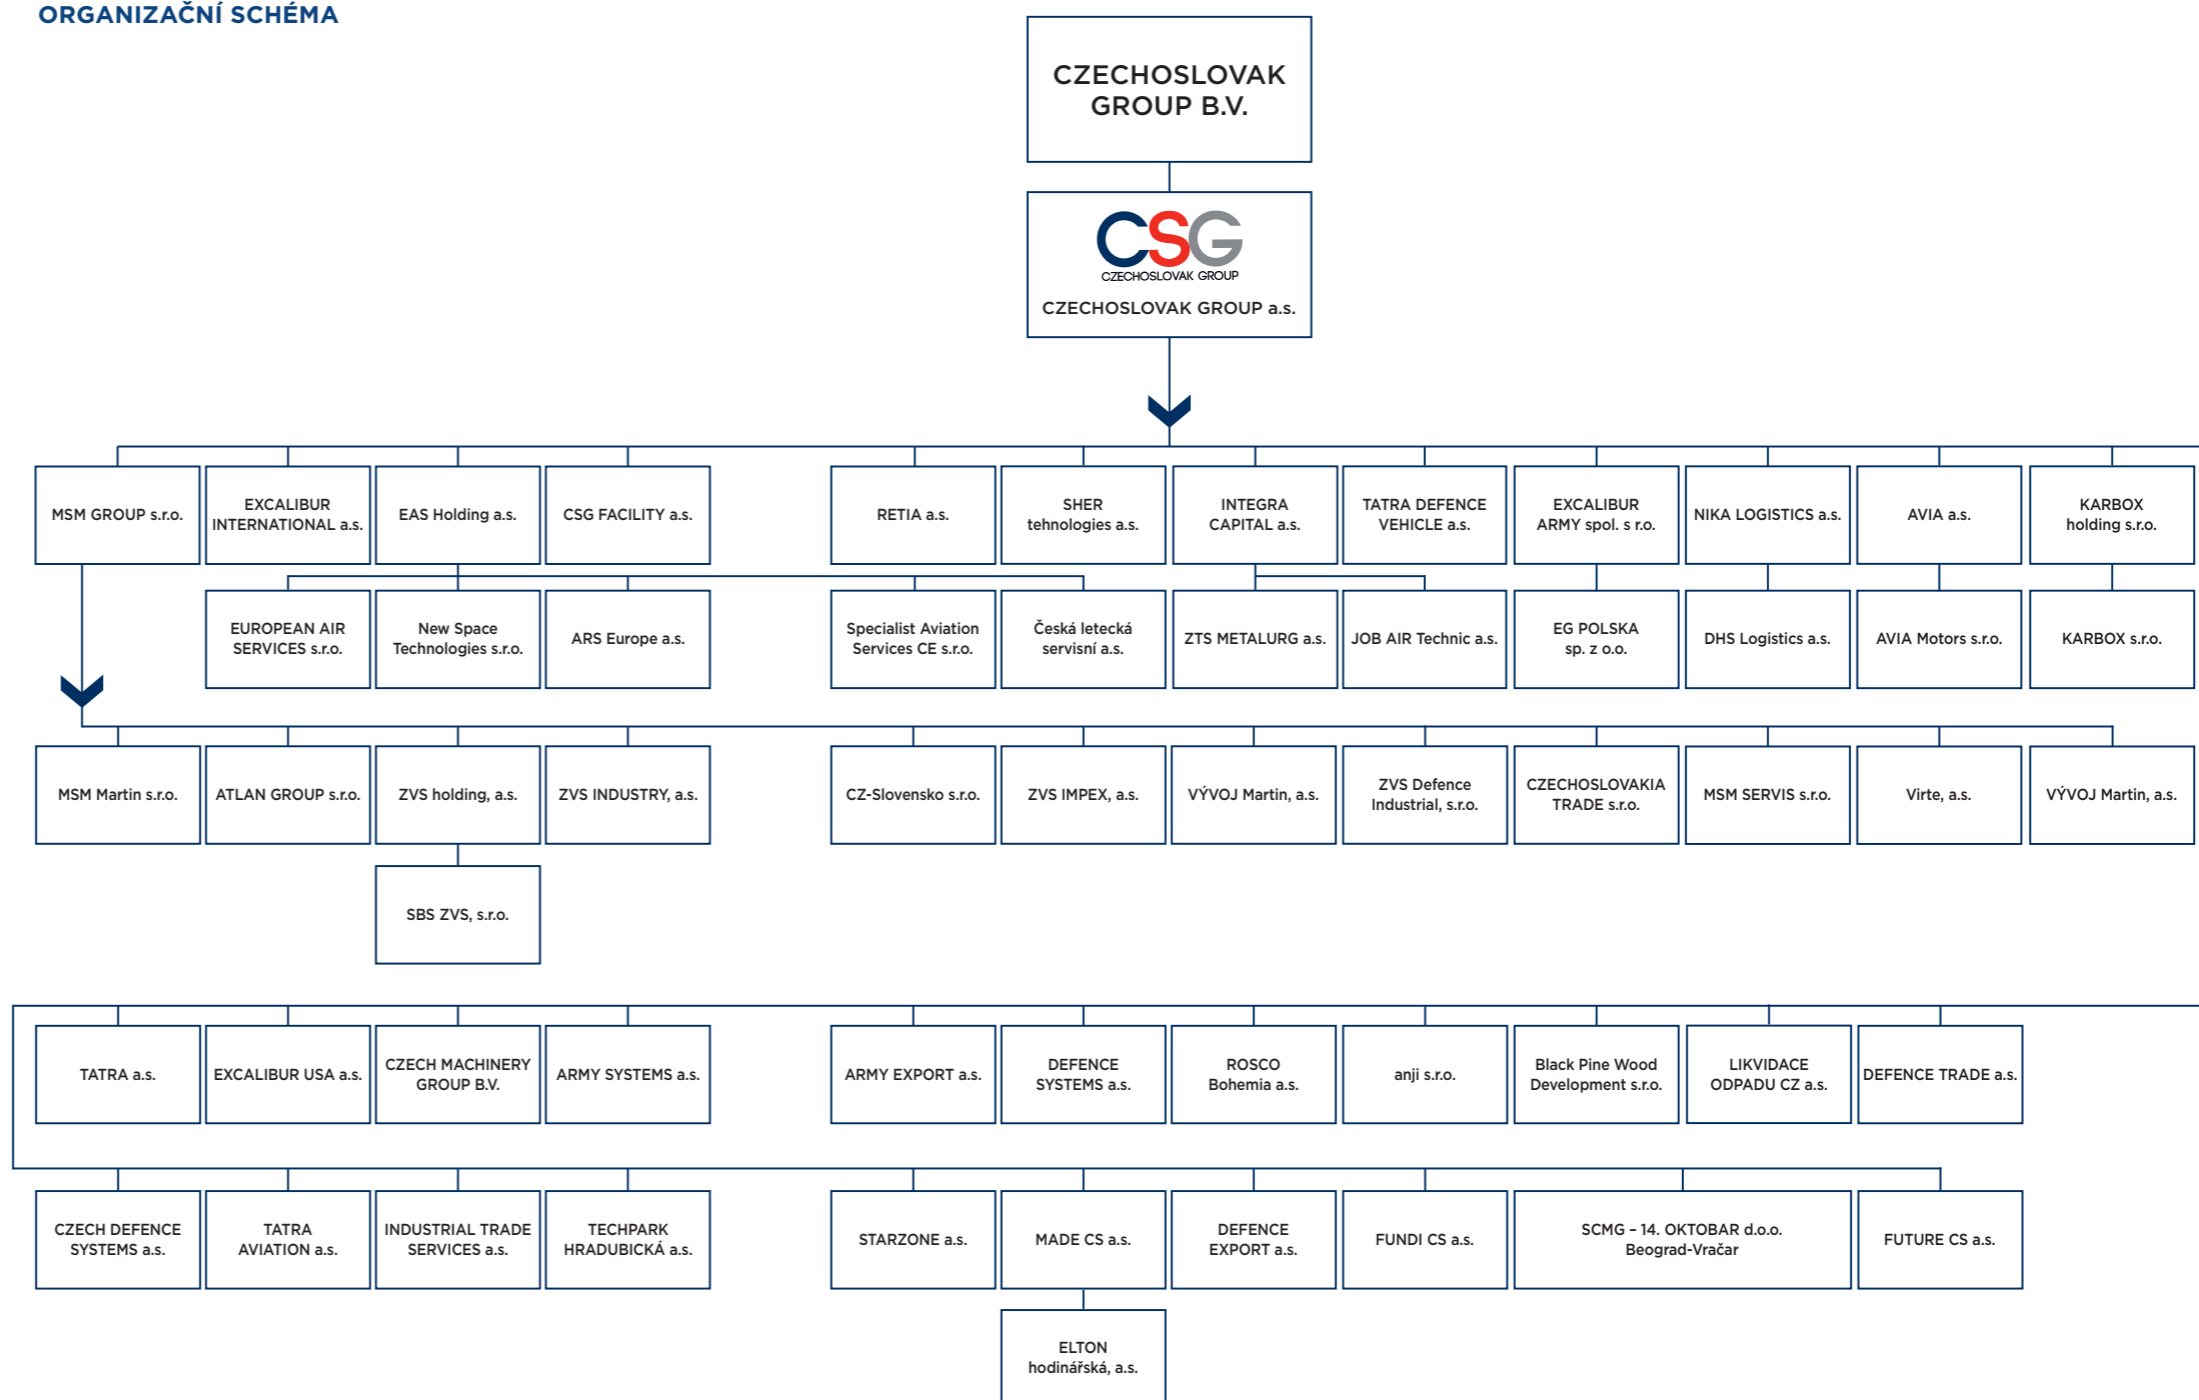 ORGANIZAČNÍ SCHÉMA
CZECHOSLOVAK
GROUP B.V.
CSG
CZECHOSLOVAK GROUP
CZECHOSLOVAK GROUP a.s.
MSM GROUP s.r.o.
EXCALIBUR
INTERNATIONAL a.s.
EAS Holding a.s.
CSG FACILITY a.s.
RETIA a.s.
SHER
tehnologies a.s.
INTEGRA
CAPITAL a.s.
TATRA DEFENCE
VEHICLE a.s.
EXCALIBUR
ARMY spol. s r.o.
NIKA LOGISTICS a.s.
AVIA a.s.
KARBOX
holding s.r.o.
EUROPEAN AIR
SERVICES s.r.o.
New Space
Technologies s.r.o.
ARS Europe a.s.
Specialist Aviation
Services CE s.r.o.
Česká letecká
servisní a.s.
ZTS METALURG a.s.
JOB AIR Technic a.s.
EG POLSKA
sp. z o.o.
DHS Logistics a.s.
AVIA Motors s.r.o.
KARBOX s.r.o.
MSM Martin s.r.o.
ATLAN GROUP s.r.o.
ZVS holding, a.s.
ZVS INDUSTRY, a.s.
CZ-Slovensko s.r.o.
ZVS IMPEX, a.s.
VÝVOJ Martin, a.s.
ZVS Defence
Industrial, s.r.o.
CZECHOSLOVAKIA
TRADE s.r.o.
MSM SERVIS s.r.o.
Virte, a.s.
VÝVOJ Martin, a.s.
SBS ZVS, s.r.o.
TATRA a.s.
EXCALIBUR USA a.s.
CZECH MACHINERY
GROUP B.V.
ARMY SYSTEMS a.s.
ARMY EXPORT a.s.
DEFENCE
SYSTEMS a.s.
ROSCO
Bohemia a.s.
anji s.r.o.
Black Pine Wood
Development s.r.o.
LIKVIDACE
ODPADU CZ a.s.
DEFENCE TRADE a.s.
CZECH DEFENCE
SYSTEMS a.s.
TATRA
AVIATION a.s.
INDUSTRIAL TRADE
SERVICES a.s.
TECHPARK
HRADUBICKÁ a.s.
STARZONE a.s.
MADE CS a.s.
DEFENCE
EXPORT a.s.
FUNDI CS a.s.
SCMG – 14. OKTOBAR d.o.o.
Beograd-Vračar
FUTURE CS a.s.
ELTON
hodinářská, a.s.